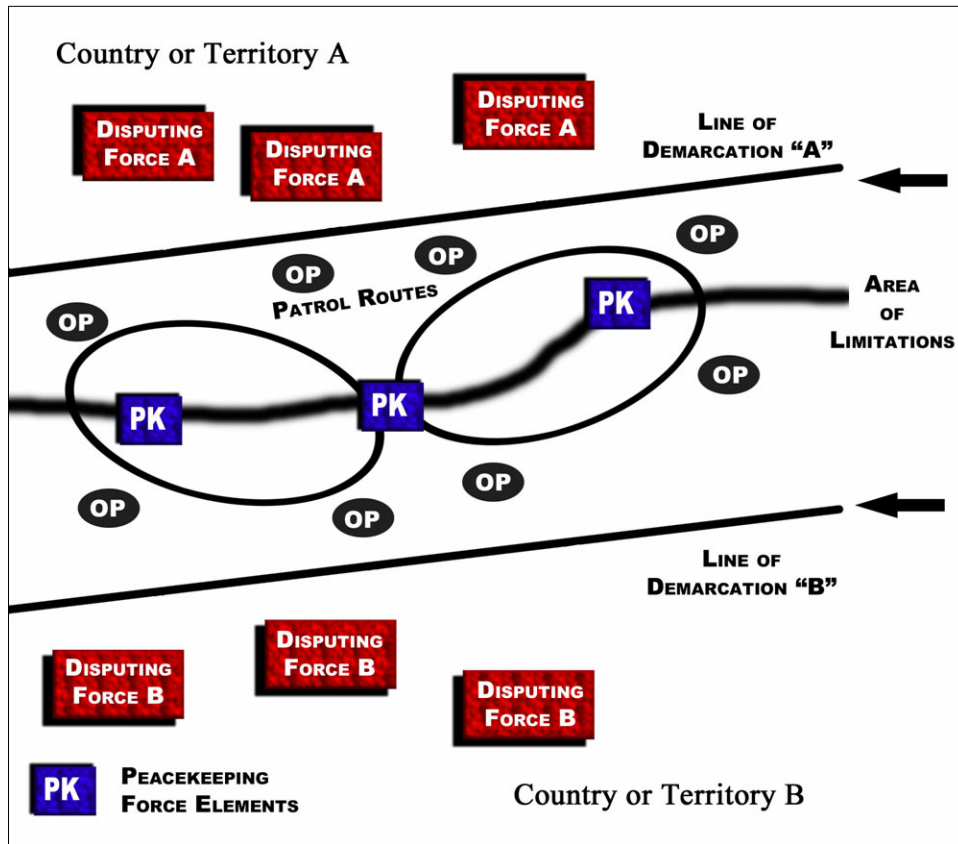 Country or Territory A
DISPUTING
FORCE A
DISPUTING
FORCE A
DISPUTING
FORCE A
LINE OF
DEMARCATION “A”
OP
OP
OP
PATROL ROUTES
OP
PK
AREA
OF
LIMITATIONS
OP
PK
PK
OP
OP
OP
OP
LINE OF
DEMARCATION “B”
DISPUTING
FORCE B
DISPUTING
FORCE B
DISPUTING
FORCE B
PK
PEACEKEEPING
FORCE ELEMENTS
Country or Territory B